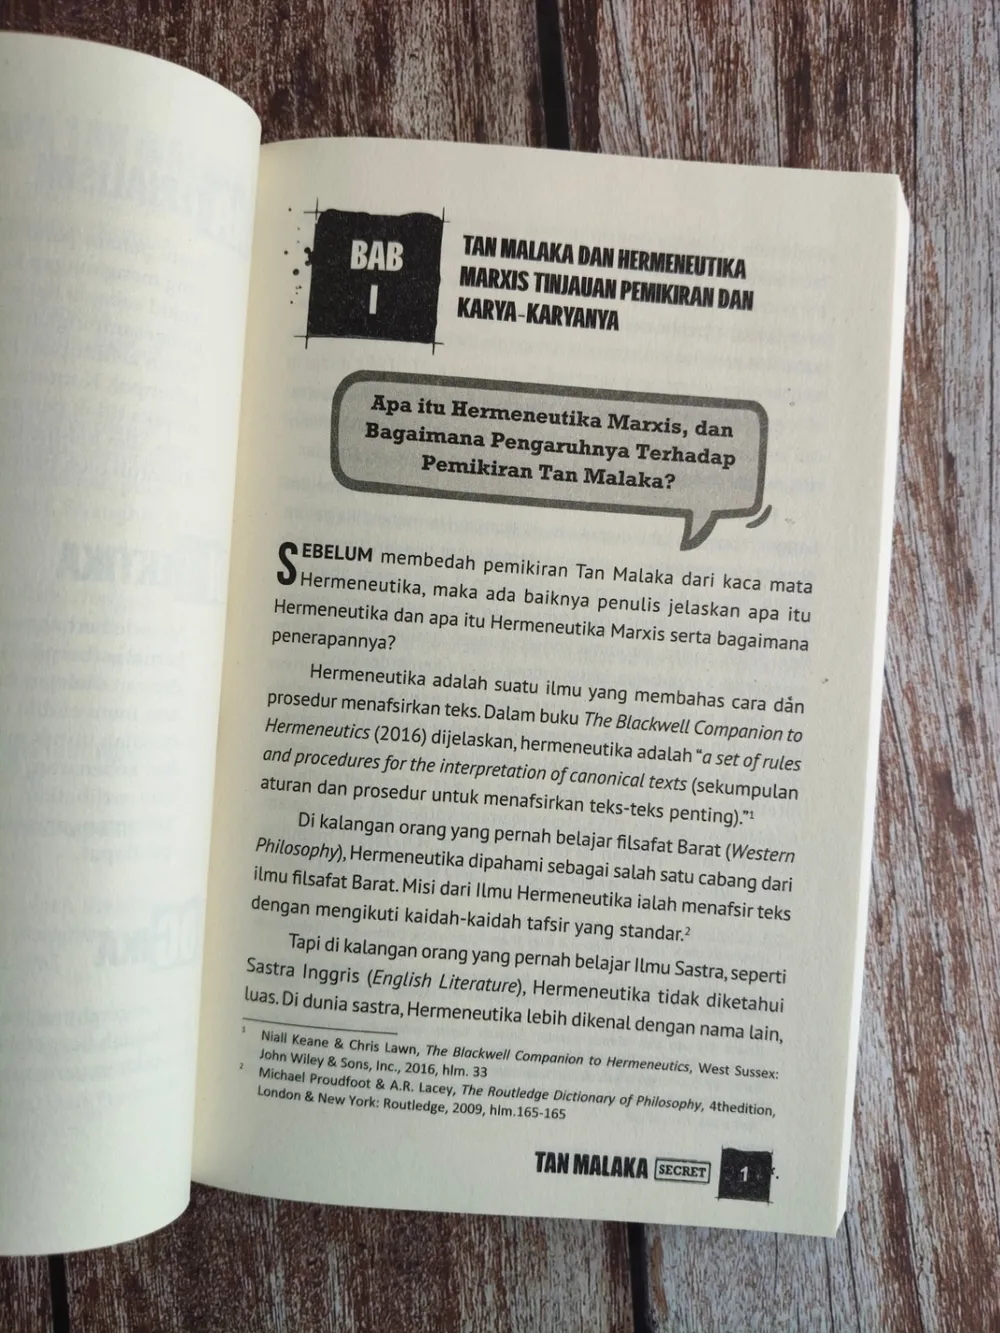 BAB
I
TAN MALAKA DAN HERMENEUTIKA
MARXIS TINJAUAN PEMIKIRAN DAN
KARYA-KARYANYA
Apa itu Hermeneutika Marxis, dan
Bagaimana Pengaruhnya Terhadap
Pemikiran Tan Malaka?
SEBELUM membedah pemikiran Tan Malaka dari kaca mata
Hermeneutika, maka ada baiknya penulis jelaskan apa itu
Hermeneutika dan apa itu Hermeneutika Marxis serta bagaimana
penerapannya?
Hermeneutika adalah suatu ilmu yang membahas cara dan
prosedur menafsirkan teks. Dalam buku The Blackwell Companion to
Hermeneutics (2016) dijelaskan, hermeneutika adalah “a set of rules
and procedures for the interpretation of canonical texts (sekumpulan
aturan dan prosedur untuk menafsirkan teks-teks penting).”¹
Di kalangan orang yang pernah belajar filsafat Barat (Western
Philosophy), Hermeneutika dipahami sebagai salah satu cabang dari
ilmu filsafat Barat. Misi dari Ilmu Hermeneutika ialah menafsir teks
dengan mengikuti kaidah-kaidah tafsir yang standar.²
Tapi di kalangan orang yang pernah belajar Ilmu Sastra, seperti
Sastra Inggris (English Literature), Hermeneutika tidak diketahui
luas. Di dunia sastra, Hermeneutika lebih dikenal dengan nama lain,
¹ Niall Keane & Chris Lawn, The Blackwell Companion to Hermeneutics, West Sussex:
John Wiley & Sons, Inc., 2016, hlm. 33
² Michael Proudfoot & A.R. Lacey, The Routledge Dictionary of Philosophy, 4thedition,
London & New York: Routledge, 2009, hlm.165-165
TAN MALAKA SECRET 1